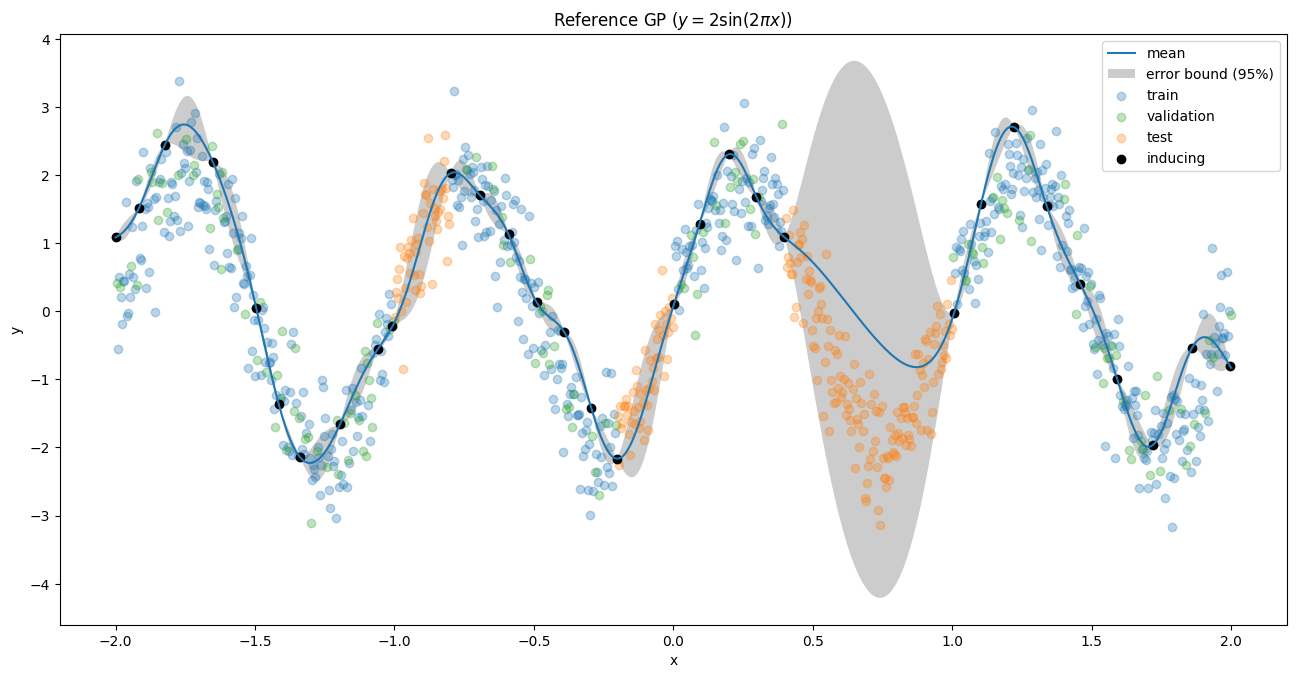 Reference GP (y = 2sin(2πx))
mean
error bound (95%)
train
validation
test
inducing
4
3
2
1
0
−1
−2
−3
−4
y
−2.0 −1.5 −1.0 −0.5 0.0 0.5 1.0 1.5 2.0
x